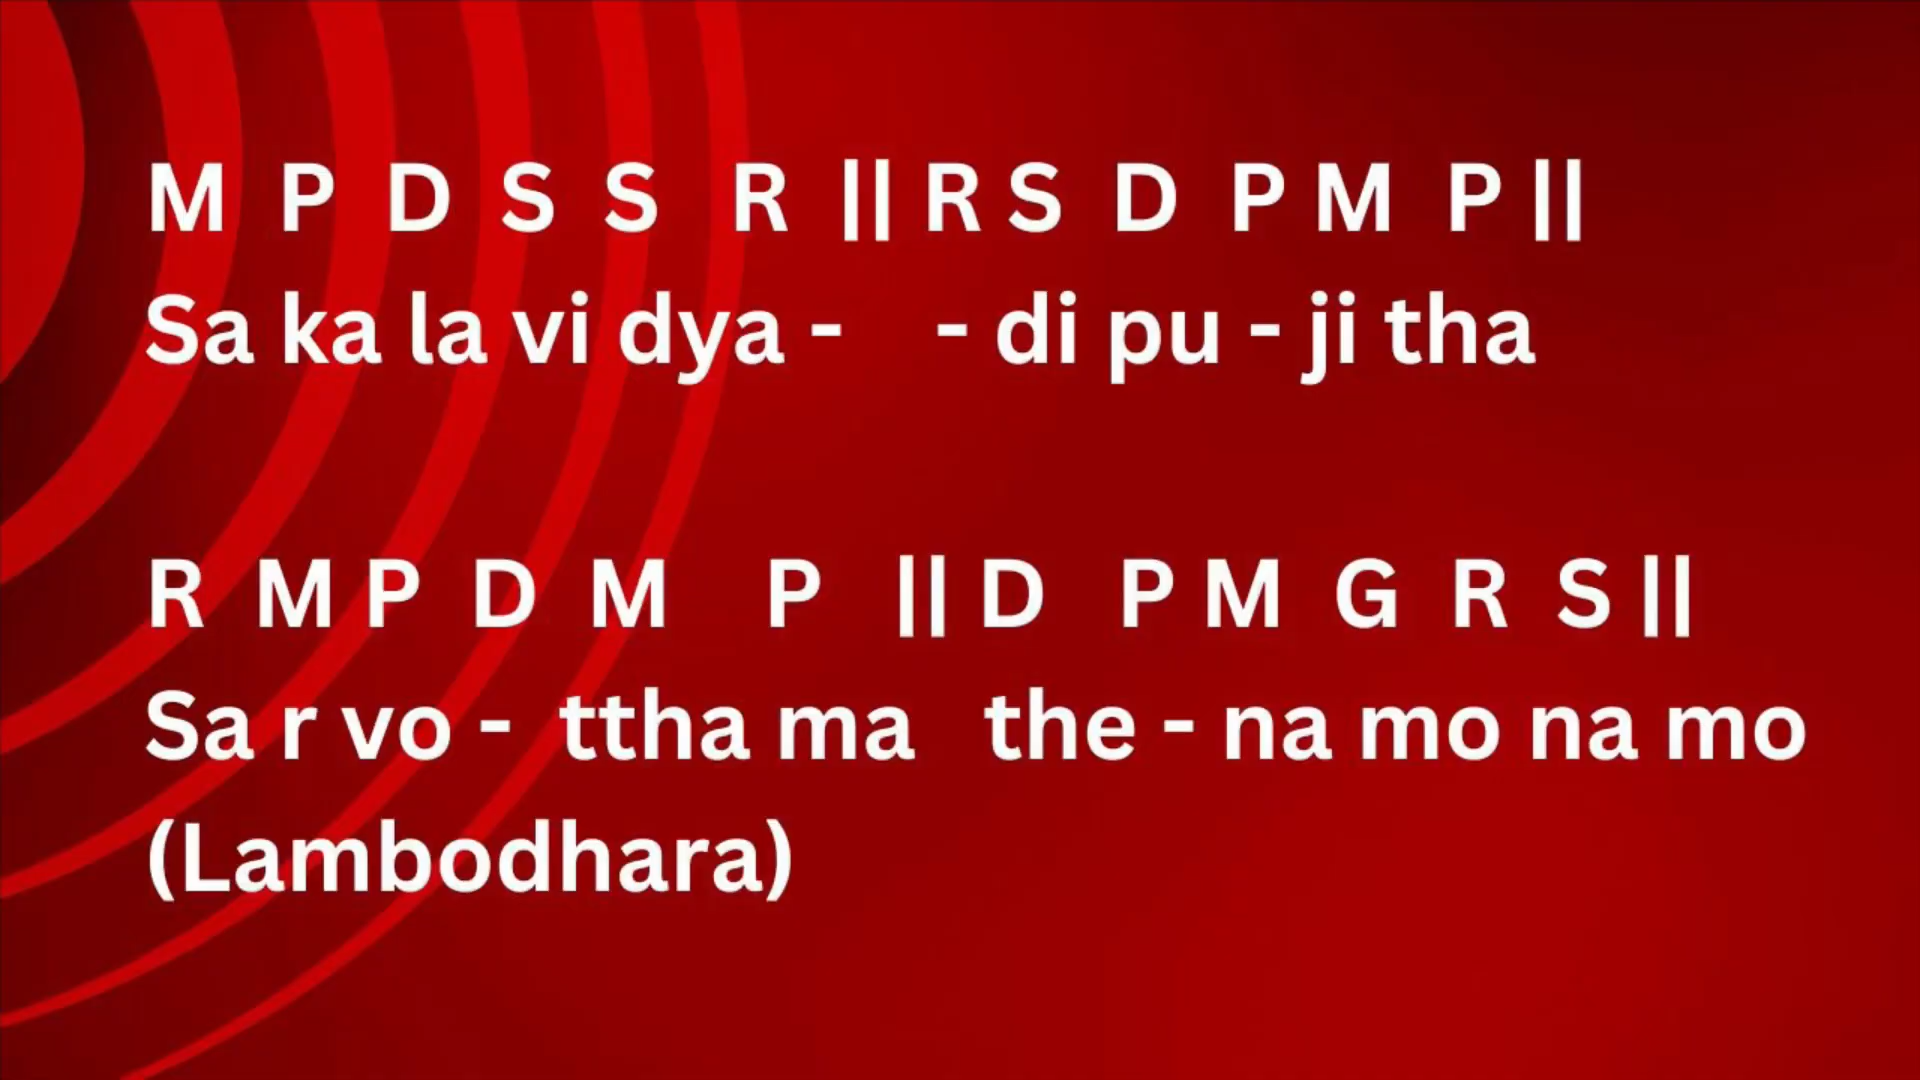 M P D S S R || R S D P M P ||
Sa ka la vi dya - - di pu - ji tha
R M P D M P || D P M G R S ||
Sa r vo - ttha ma the - na mo na mo
(Lambodhara)